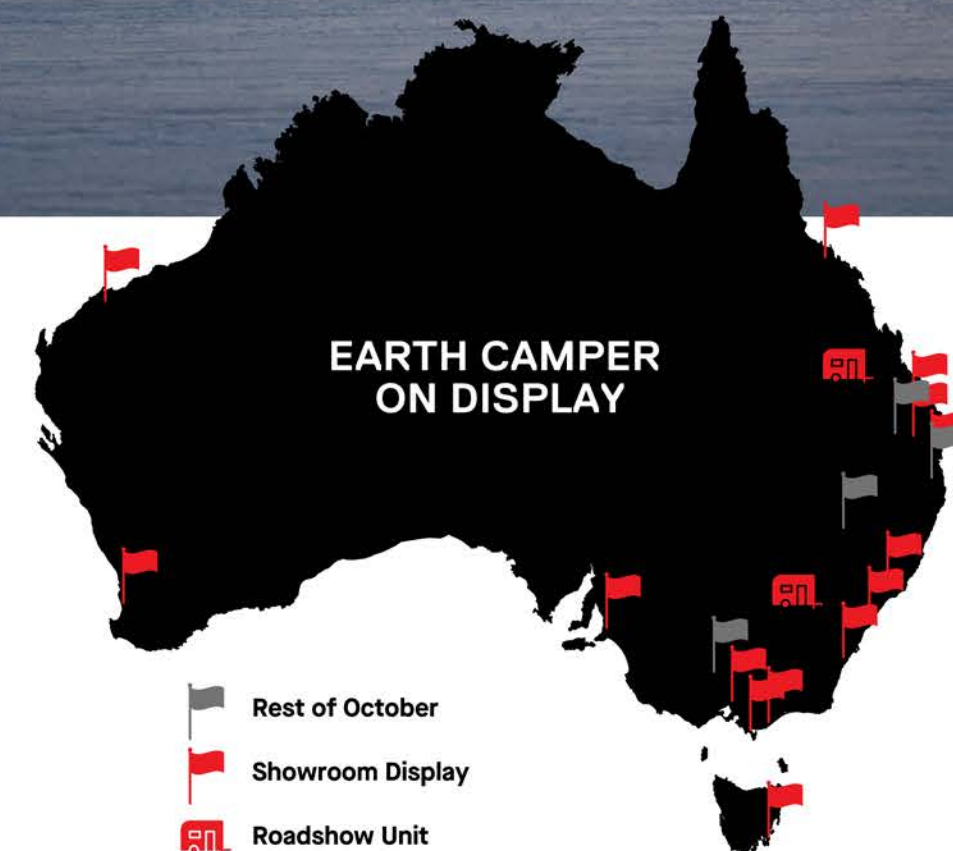 EARTH CAMPER
ON DISPLAY
Rest of October
Showroom Display
Roadshow Unit